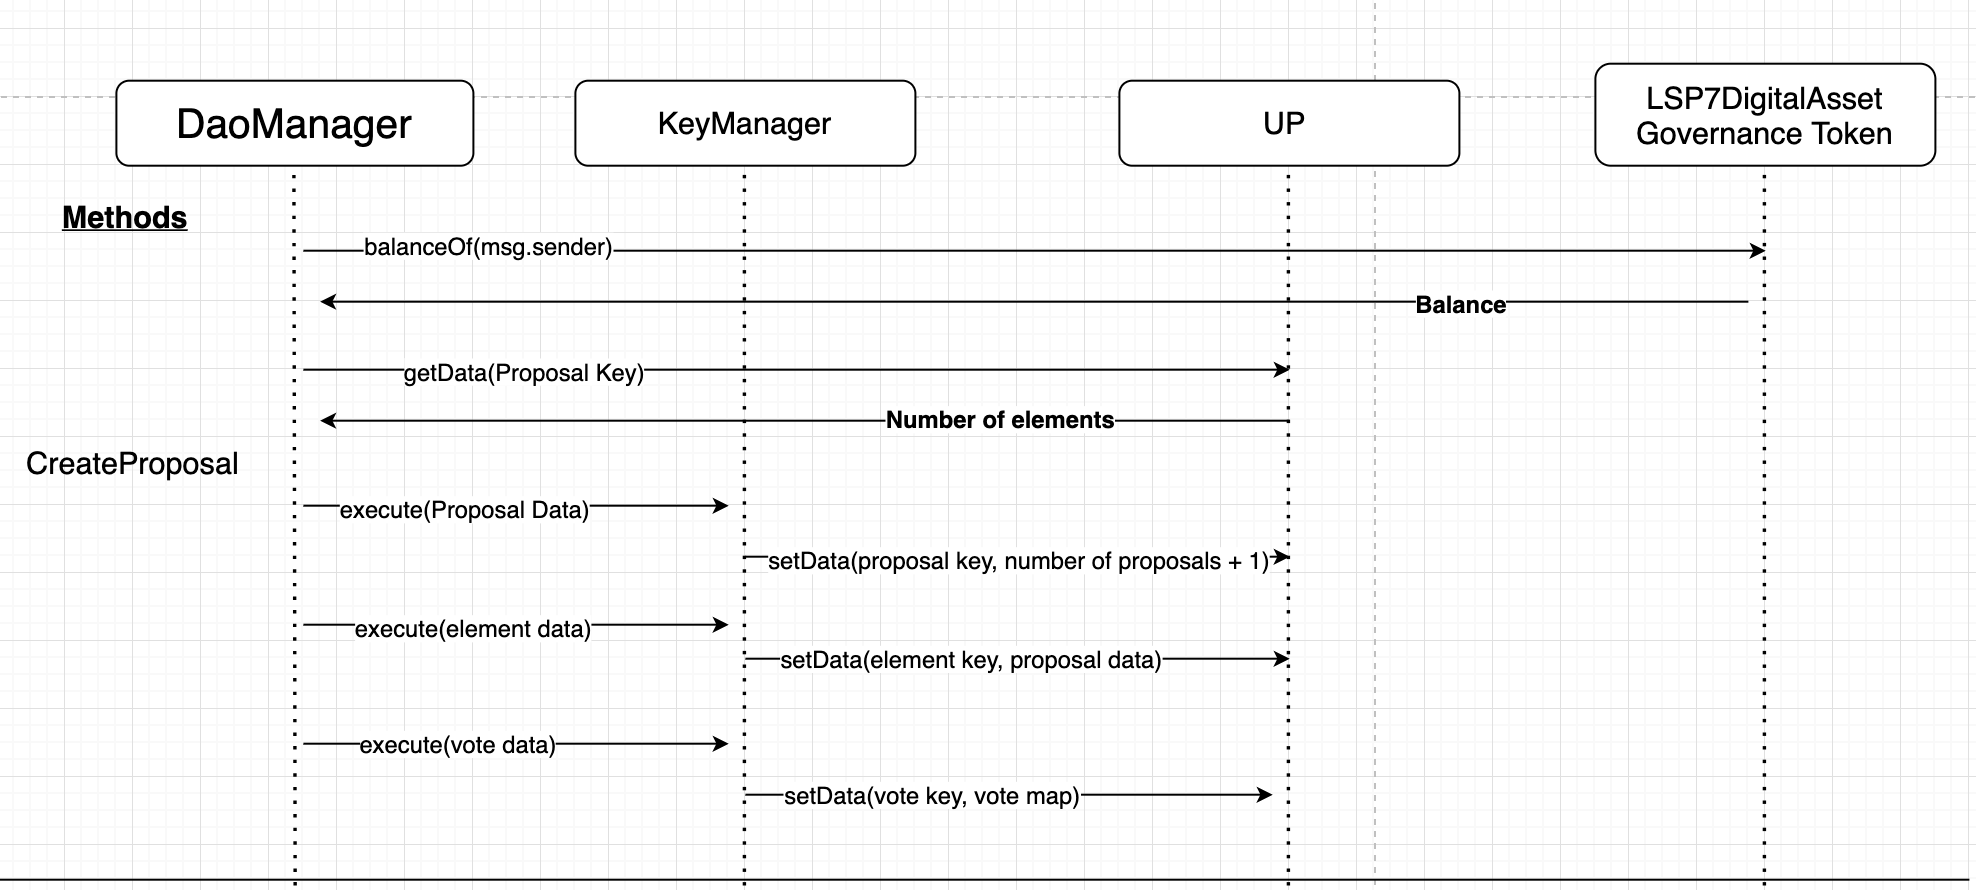 DaoManager
KeyManager
UP
LSP7DigitalAsset
Governance Token
Methods
balanceOf(msg.sender)
Balance
getData(Proposal Key)
Number of elements
CreateProposal
execute(Proposal Data)
setData(proposal key, number of proposals + 1)
execute(element data)
setData(element key, proposal data)
execute(vote data)
setData(vote key, vote map)